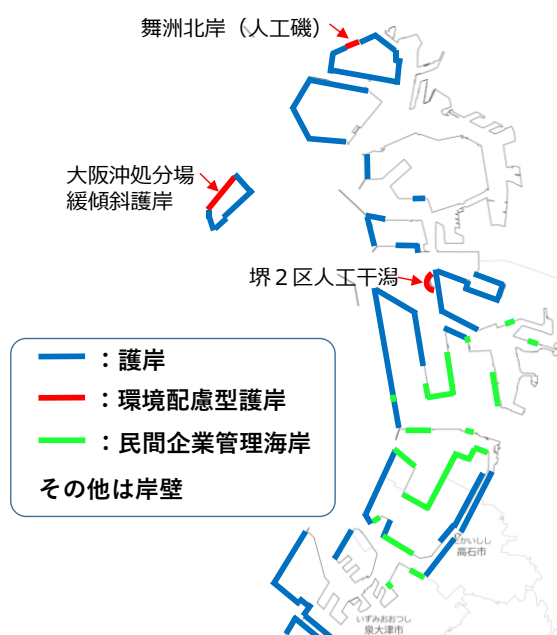 舞洲北岸（人工磯）
大阪沖処分場
緩傾斜護岸
堺２区人工干潟
：護岸
：環境配慮型護岸
：民間企業管理海岸
その他は岸壁
かいしし
高石市
いずみおおつし
泉大津市